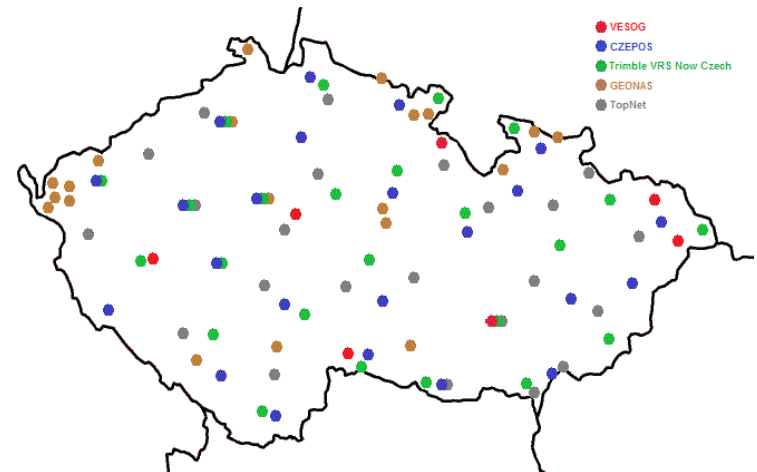 VESOG
CZEPOS
Trimble VRS Now Czech
GEONAS
TopNet